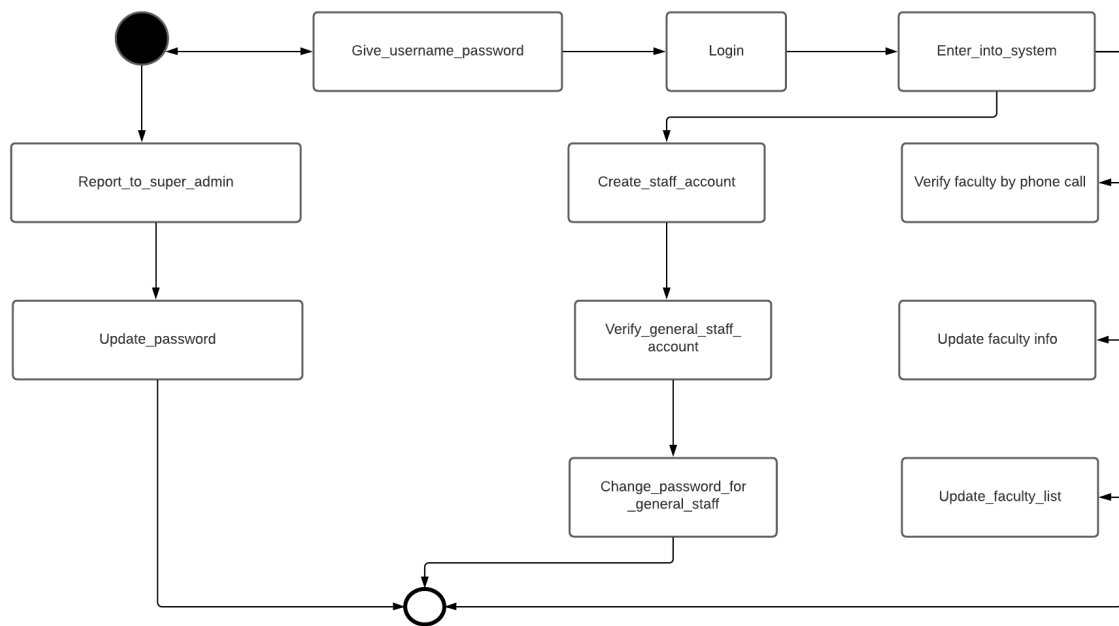 Give_username_password
Login
Enter_into_system
Report_to_super_admin
Create_staff_account
Verify faculty by phone call
Update_password
Verify_general_staff_
account
Update faculty info
Change_password_for
_general_staff
Update_faculty_list